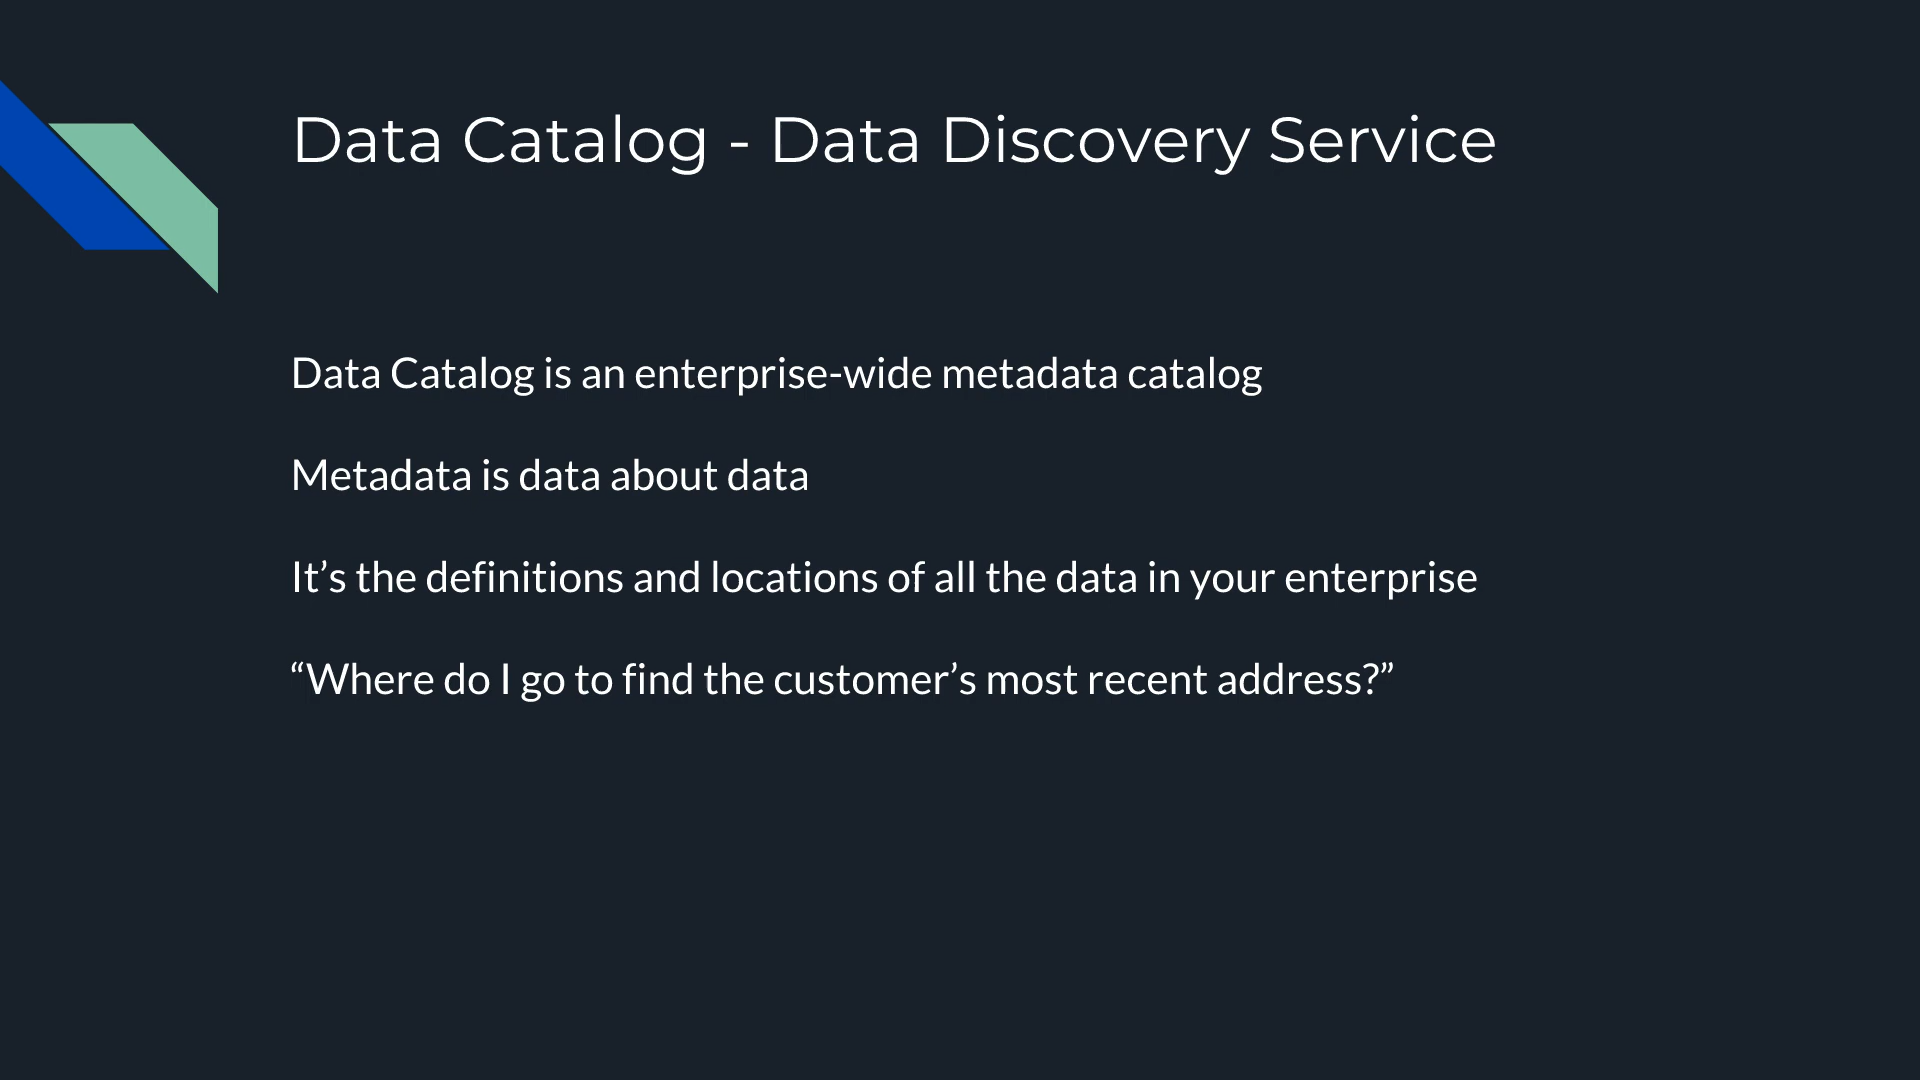 Data Catalog - Data Discovery Service
Data Catalog is an enterprise-wide metadata catalog
Metadata is data about data
It’s the definitions and locations of all the data in your enterprise
“Where do I go to find the customer’s most recent address?”